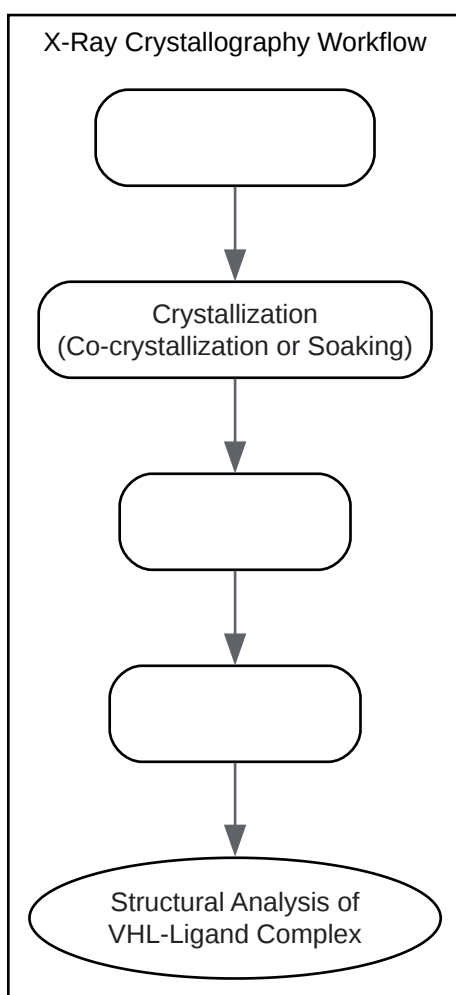 X-Ray Crystallography Workflow
Crystallization
(Co-crystallization or Soaking)
Structural Analysis of
VHL-Ligand Complex